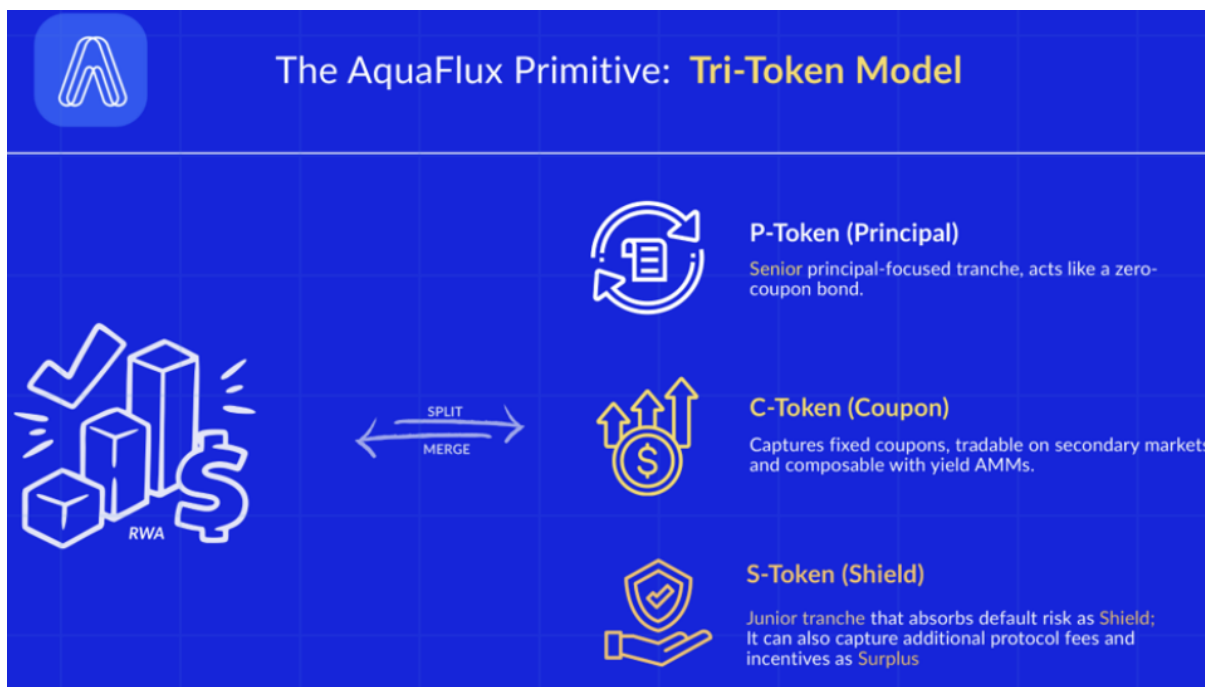 The AquaFlux Primitive: Tri-Token Model
P-Token (Principal)
Senior principal-focused tranche, acts like a zero-
coupon bond.
SPLIT
MERGE
RWA
C-Token (Coupon)
Captures fixed coupons, tradable on secondary markets
and composable with yield AMMs.
S-Token (Shield)
Junior tranche that absorbs default risk as Shield;
It can also capture additional protocol fees and
incentives as Surplus